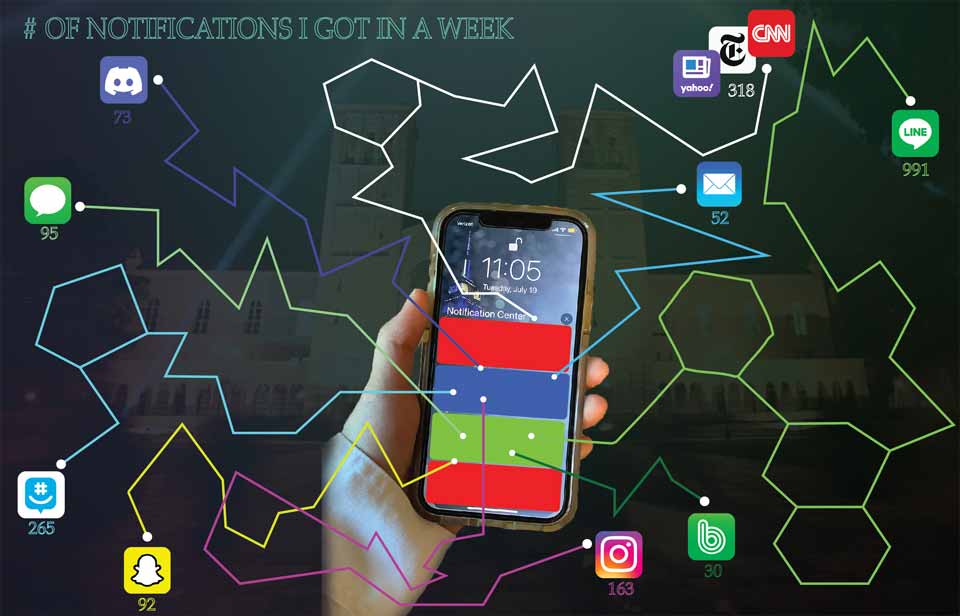 # OF NOTIFICATIONS I GOT IN A WEEK
CNN
T
yahoo!
318
73
LINE
991
95
52
Verizon
11:05
Tuesday, July 19
Notification Center
#
265
92
163
b
30